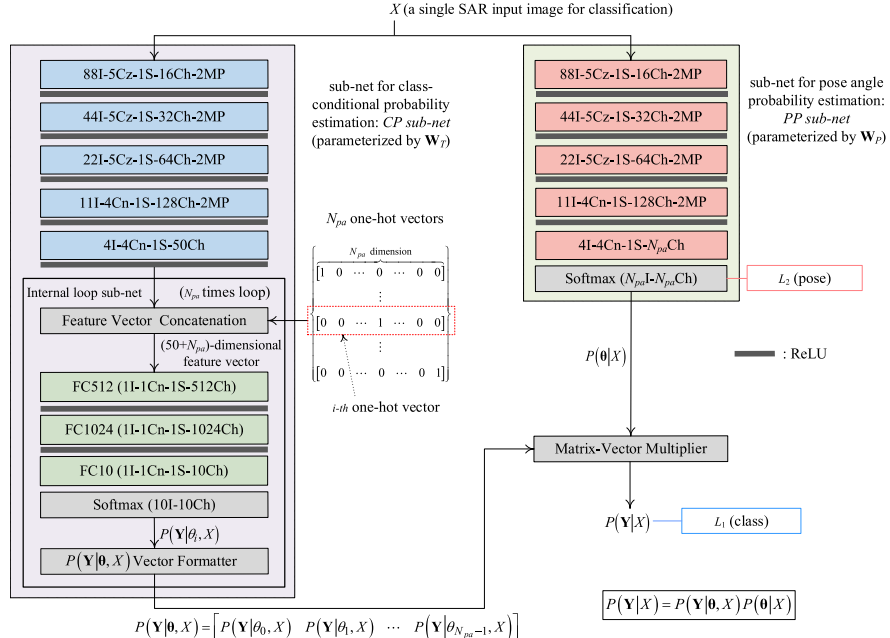 X (a single SAR input image for classification)
88I-5Cz-1S-16Ch-2MP
44I-5Cz-1S-32Ch-2MP
22I-5Cz-1S-64Ch-2MP
11I-4Cn-1S-128Ch-2MP
4I-4Cn-1S-50Ch
Internal loop sub-net
(N_pa times loop)
Feature Vector Concatenation
(50+N_pa)-dimensional
feature vector
FC512 (1I-1Cn-1S-512Ch)
FC1024 (1I-1Cn-1S-1024Ch)
FC10 (1I-1Cn-1S-10Ch)
Softmax (10I-10Ch)
P(Y|θ_i, X)
P(Y|θ, X) Vector Formatter
P(Y|θ, X) = [P(Y|θ_0, X) P(Y|θ_1, X) ⋯ P(Y|θ_{N_pa−1}, X)]
sub-net for class-
conditional probability
estimation: CP sub-net
(parameterized by W_T)
N_pa one-hot vectors
N_pa dimension
[1 0 ⋯ 0 ⋯ 0 0]
⋮
[0 0 ⋯ 1 ⋯ 0 0]
⋮
[0 0 ⋯ 0 ⋯ 0 1]
i-th one-hot vector
88I-5Cz-1S-16Ch-2MP
44I-5Cz-1S-32Ch-2MP
22I-5Cz-1S-64Ch-2MP
11I-4Cn-1S-128Ch-2MP
4I-4Cn-1S-N_paCh
Softmax (N_paI-N_paCh)
sub-net for pose angle
probability estimation:
PP sub-net
(parameterized by W_P)
L_2 (pose)
P(θ|X)
: ReLU
Matrix-Vector Multiplier
P(Y|X)
L_1 (class)
P(Y|X) = P(Y|θ, X)P(θ|X)